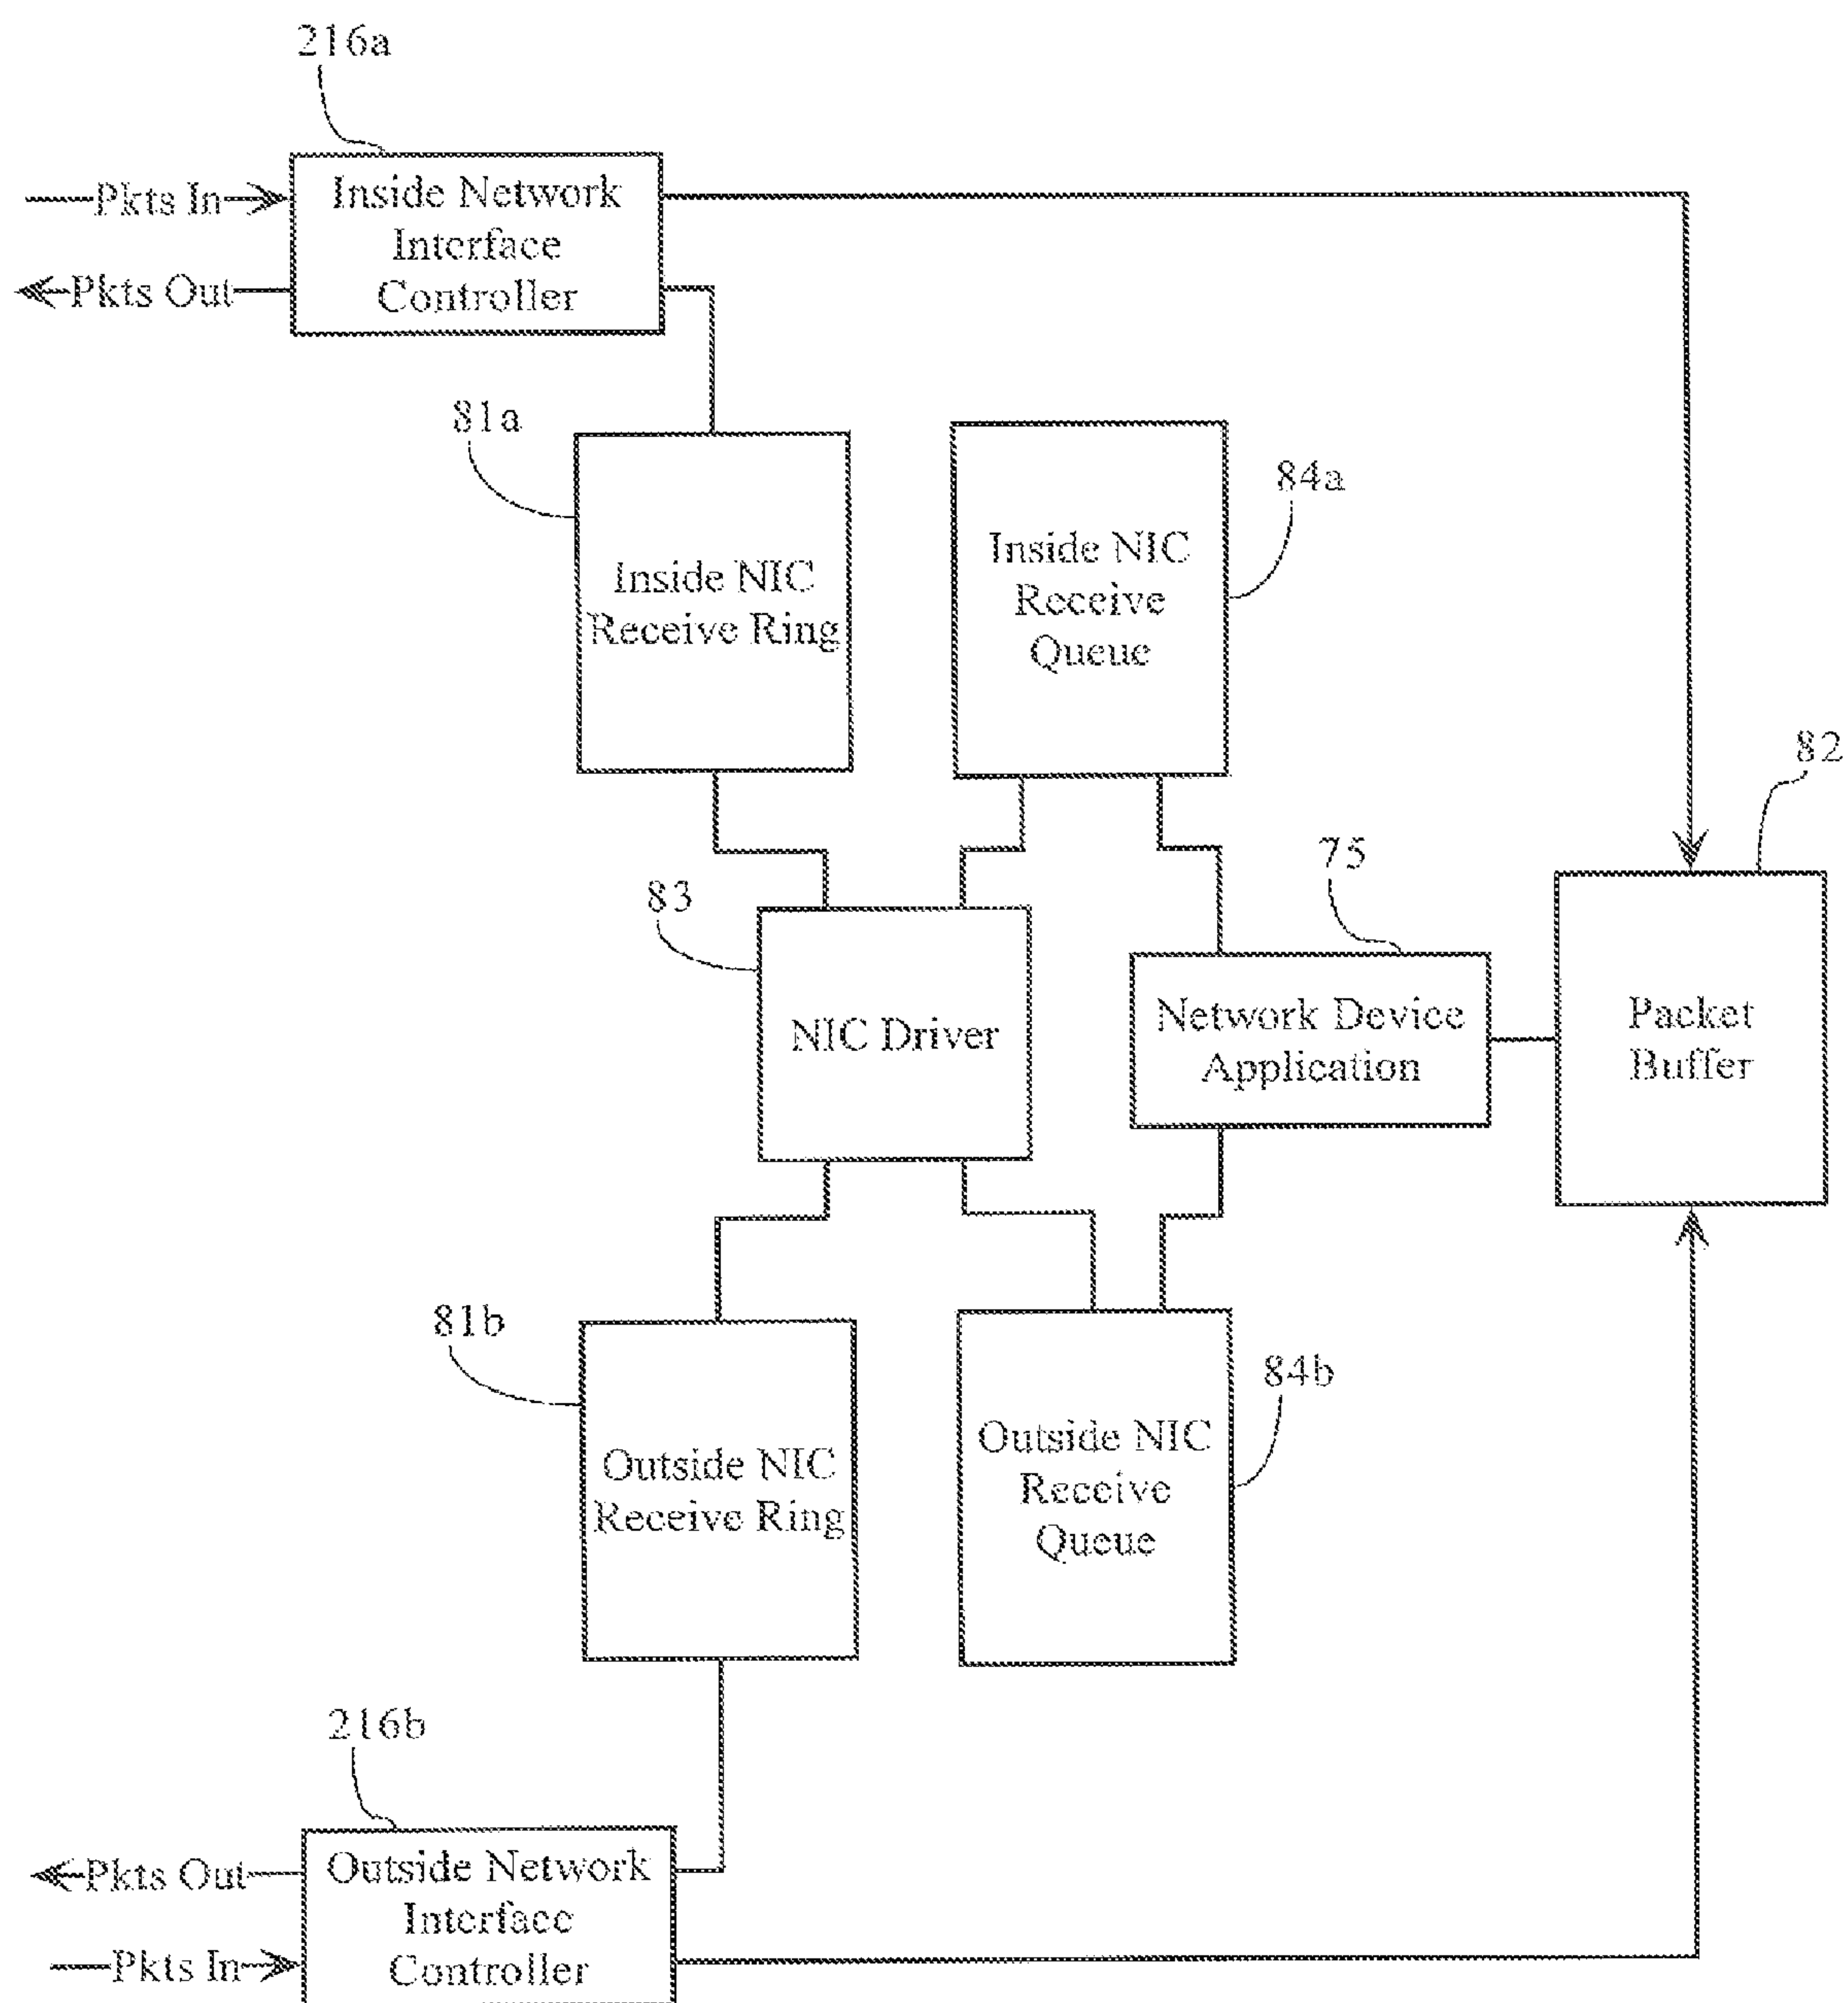 216a
Pkts In
Inside Network
Interface
Controller
Pkts Out
81a
84a
Inside NIC
Receive Ring
Inside NIC
Receive
Queue
82
75
83
NIC Driver
Network Device
Application
Packet
Buffer
81b
84b
Outside NIC
Receive Ring
Outside NIC
Receive
Queue
216b
Pkts Out
Outside Network
Interface
Controller
Pkts In